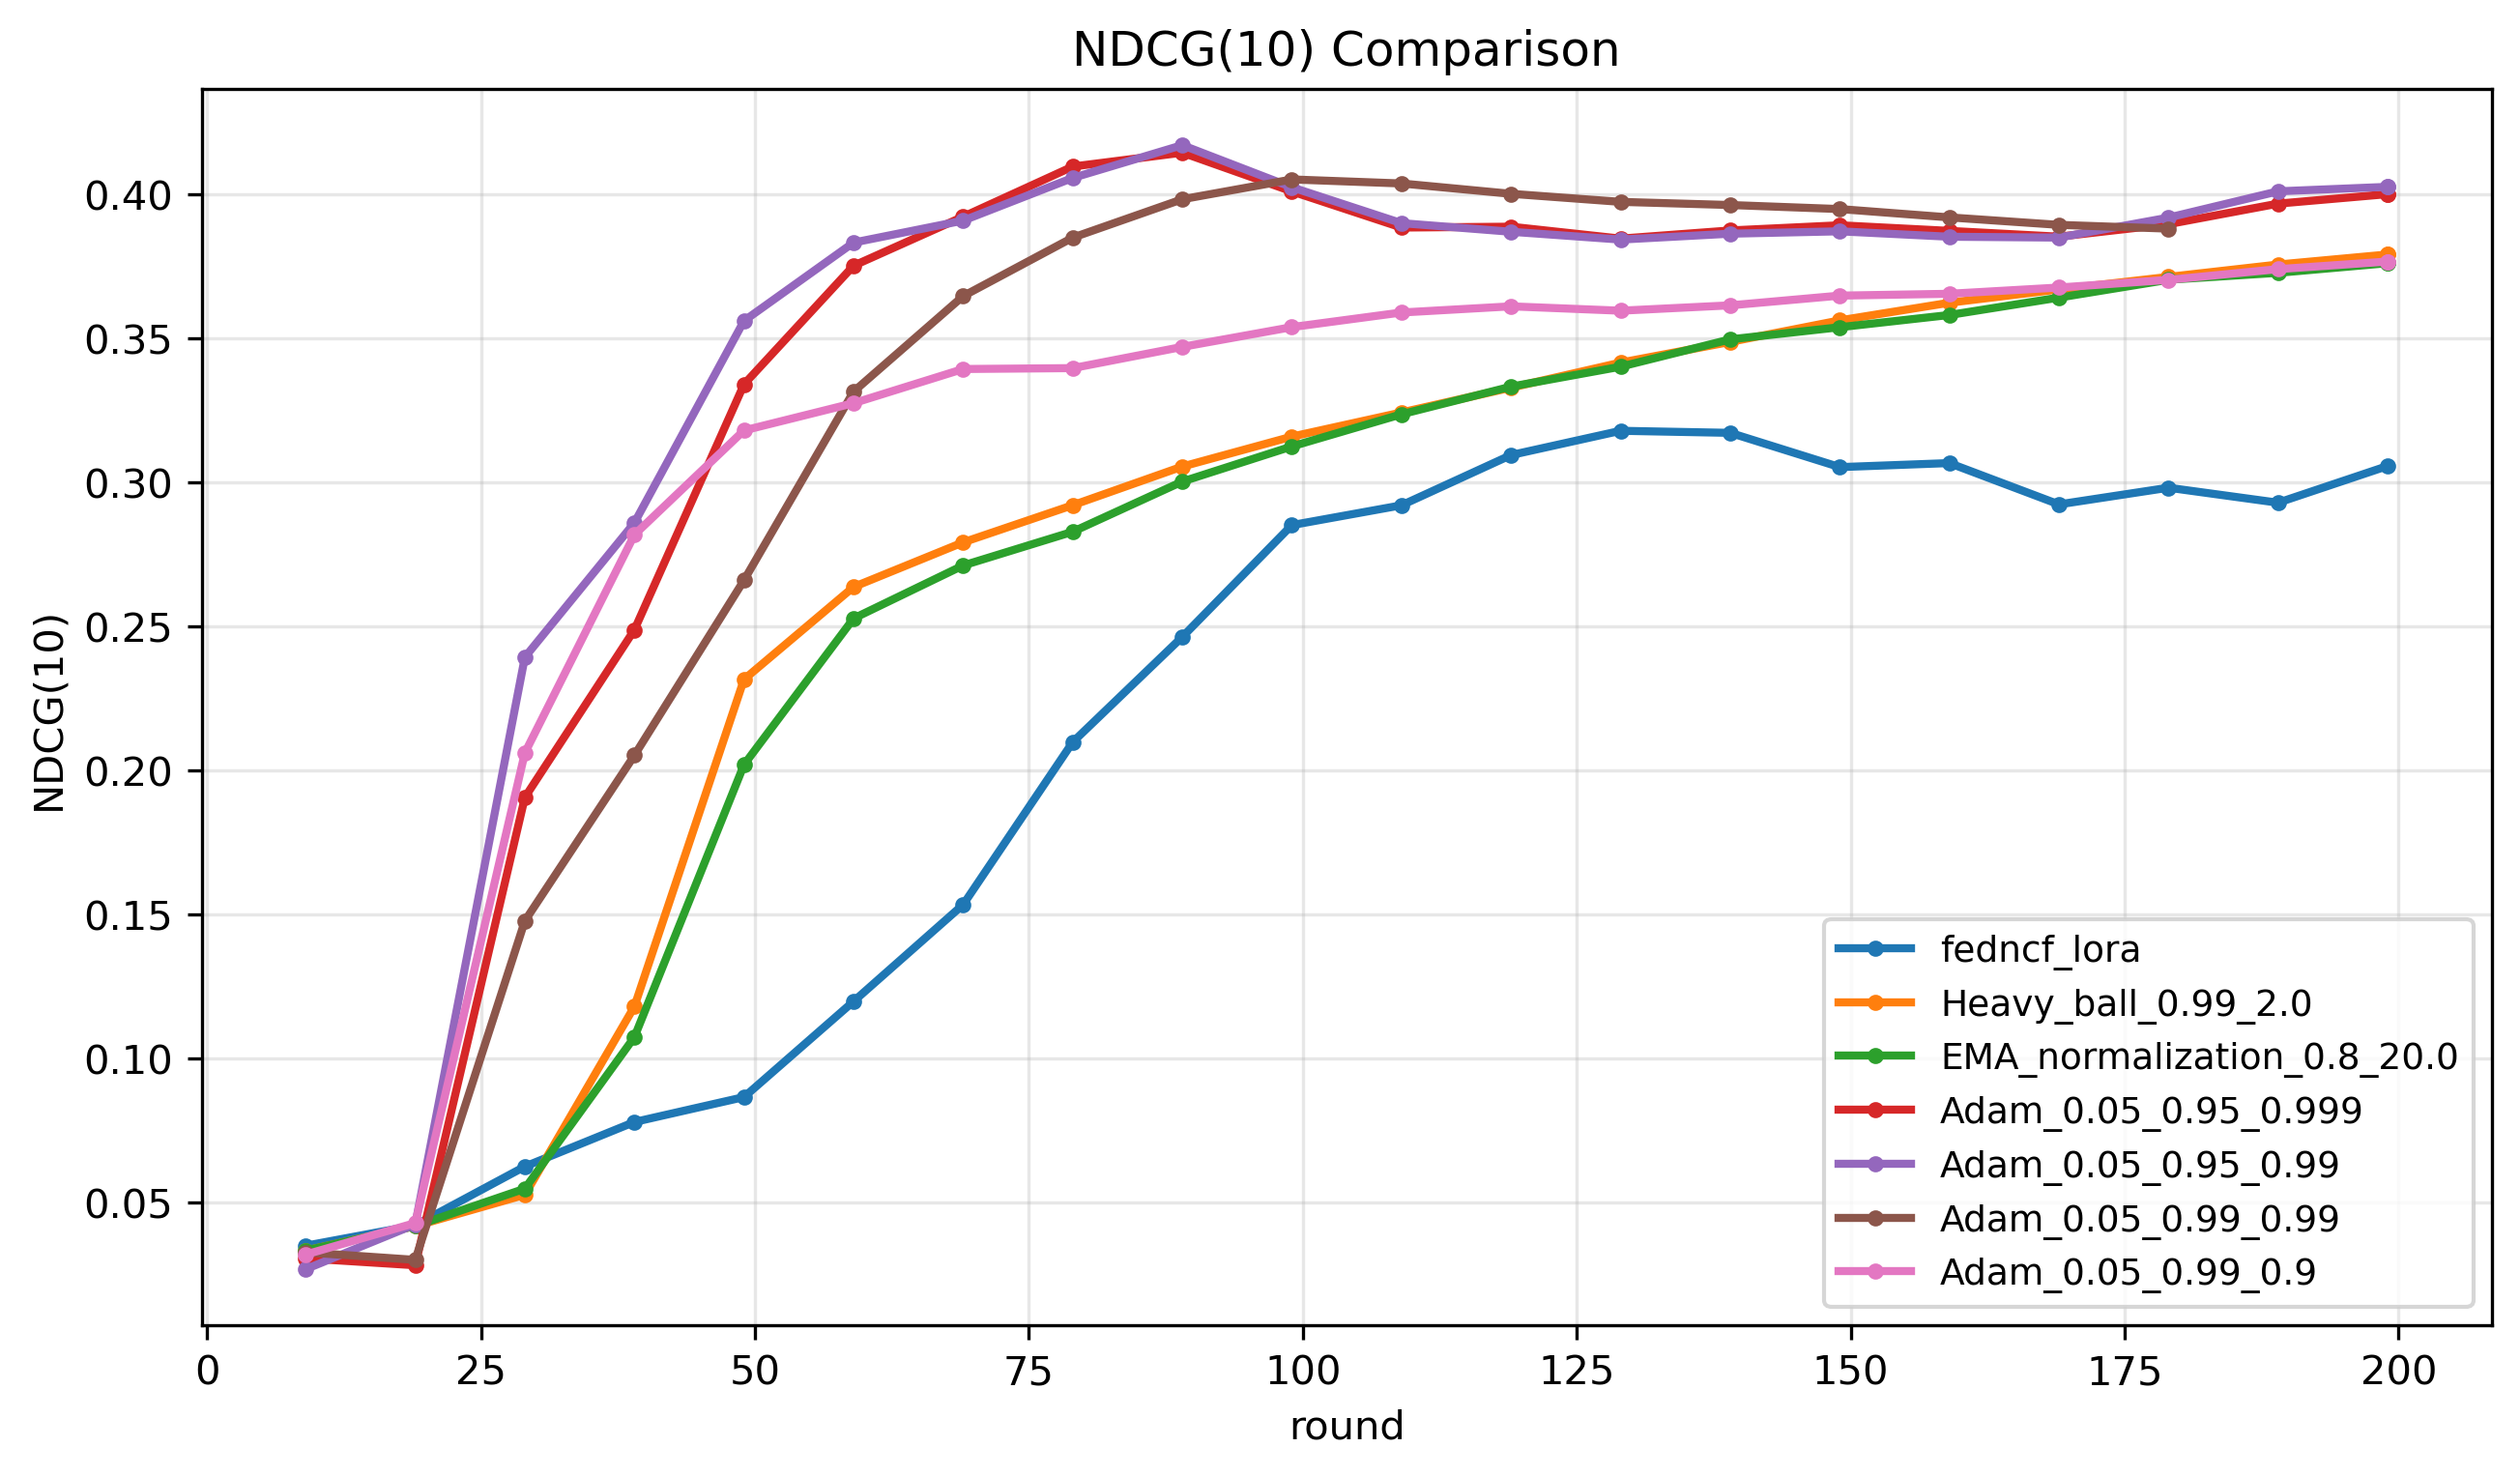 NDCG(10) Comparison
NDCG(10)
0.40
0.35
0.30
0.25
0.20
0.15
0.10
0.05
0 25 50 75 100 125 150 175 200
round
fedncf_lora
Heavy_ball_0.99_2.0
EMA_normalization_0.8_20.0
Adam_0.05_0.95_0.999
Adam_0.05_0.95_0.99
Adam_0.05_0.99_0.99
Adam_0.05_0.99_0.9